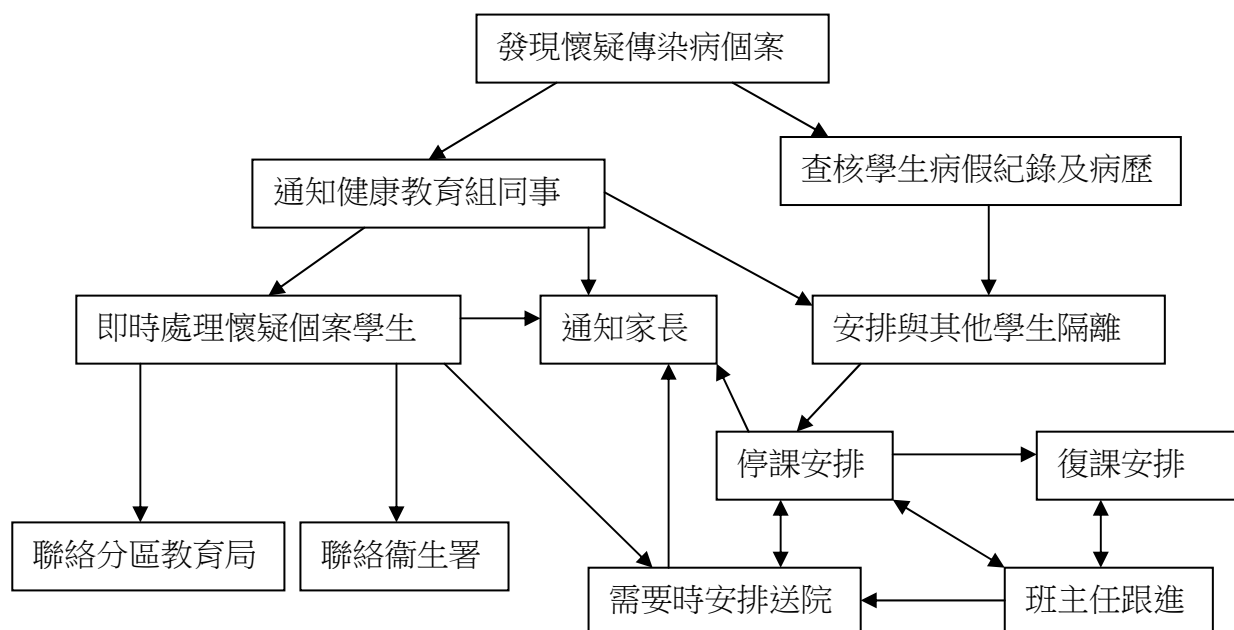 發現懷疑傳染病個案
通知健康教育組同事
查核學生病假紀錄及病歷
即時處理懷疑個案學生
通知家長
安排與其他學生隔離
停課安排
復課安排
聯絡分區教育局
聯絡衞生署
需要時安排送院
班主任跟進